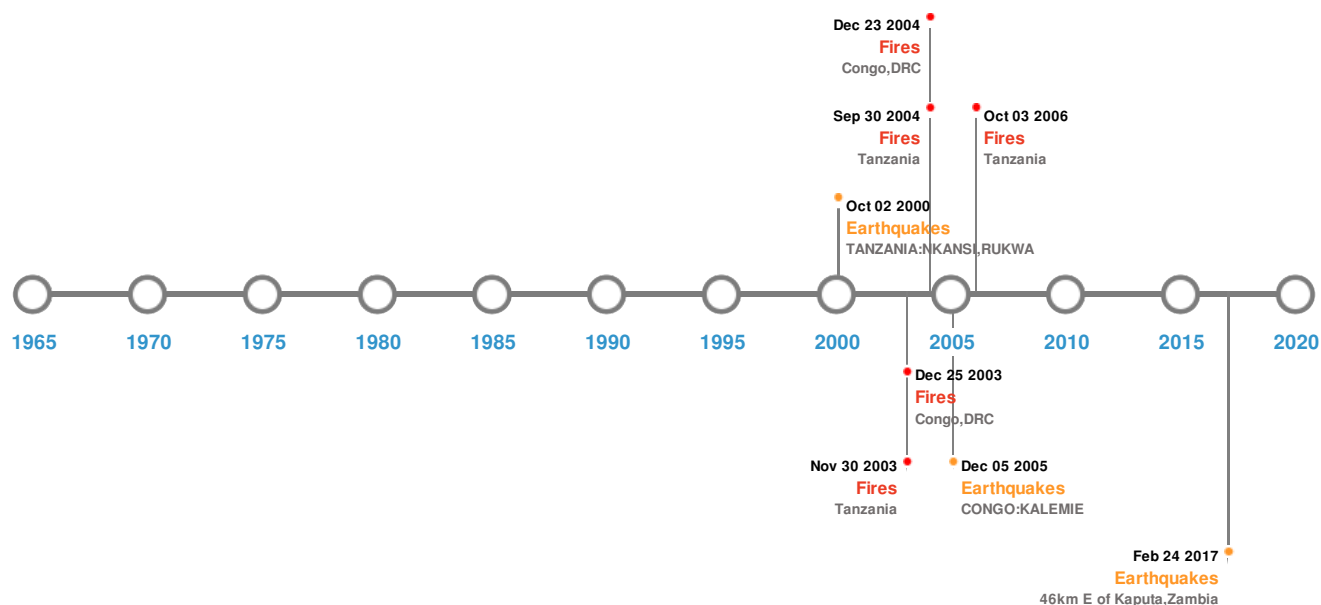 Dec 23 2004
Fires
Congo,DRC
Sep 30 2004
Fires
Tanzania
Oct 03 2006
Fires
Tanzania
Oct 02 2000
Earthquakes
TANZANIA:NKANSI,RUKWA
1965
1970
1975
1980
1985
1990
1995
2000
2005
2010
2015
2020
Dec 25 2003
Fires
Congo,DRC
Nov 30 2003
Fires
Tanzania
Dec 05 2005
Earthquakes
CONGO:KALEMIE
Feb 24 2017
Earthquakes
46km E of Kaputa,Zambia